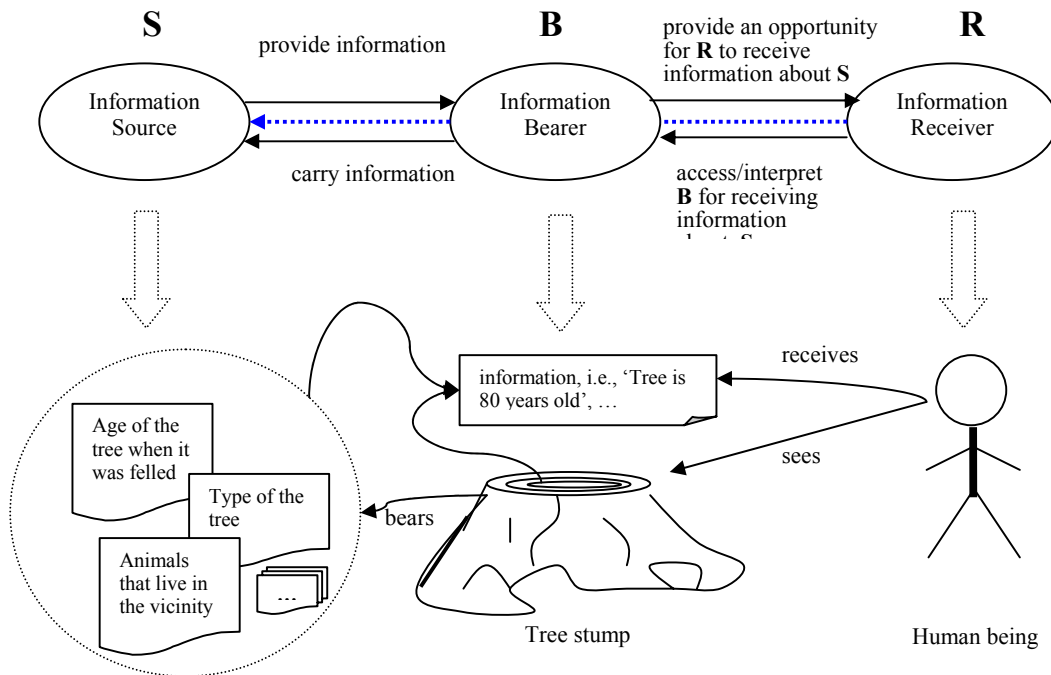 S
B
R
provide information
provide an opportunity
for R to receive
information about S
Information
Source
Information
Bearer
Information
Receiver
carry information
access/interpret
B for receiving
information
information, i.e., ‘Tree is
80 years old’, …
receives
sees
Age of the
tree when it
was felled
Type of the
tree
bears
Animals
that live in
the vicinity
…
Tree stump
Human being